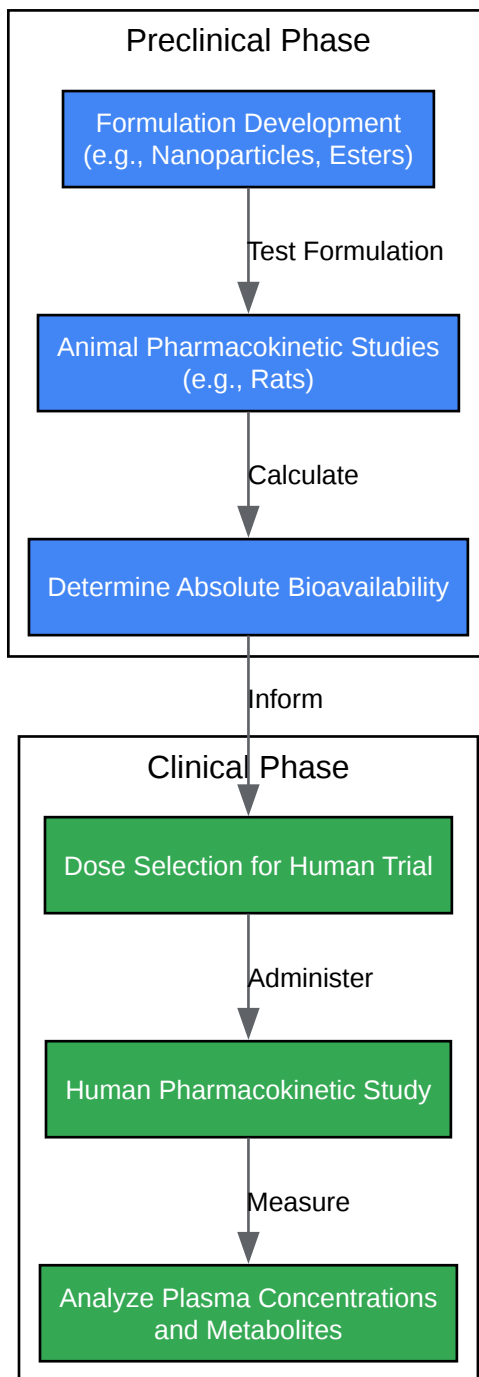 Preclinical Phase
Formulation Development
(e.g., Nanoparticles, Esters)
Test Formulation
Animal Pharmacokinetic Studies
(e.g., Rats)
Calculate
Determine Absolute Bioavailability
Inform
Clinical Phase
Dose Selection for Human Trial
Administer
Human Pharmacokinetic Study
Measure
Analyze Plasma Concentrations
and Metabolites